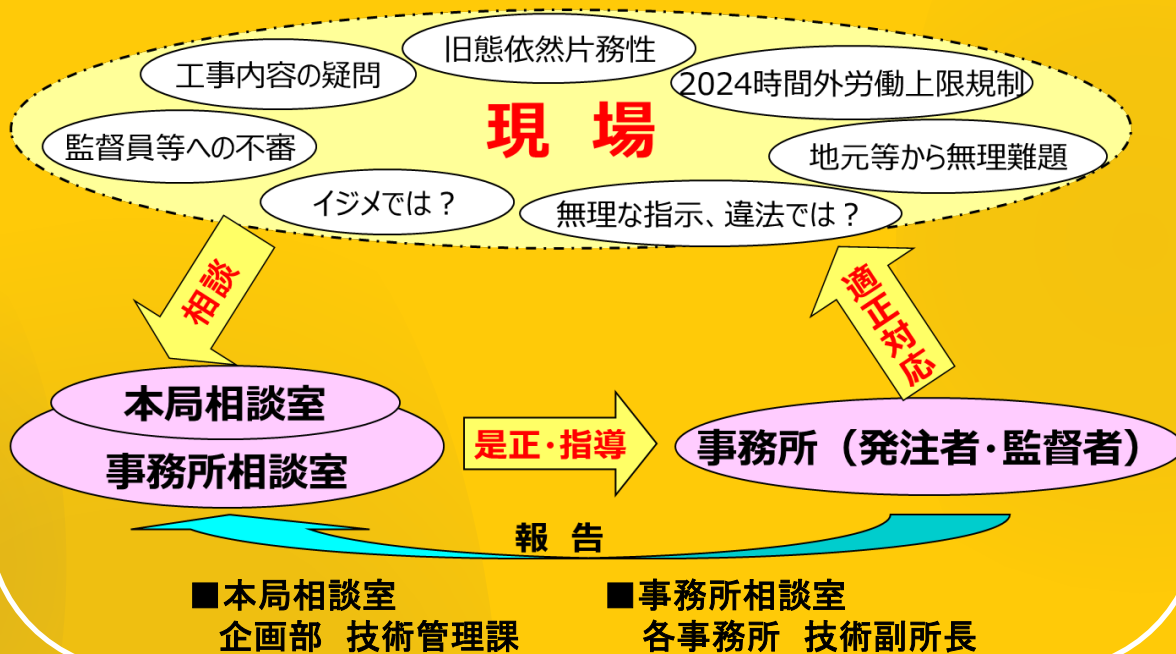 旧態依然片務性
工事内容の疑問
2024時間外労働上限規制
現 場
監督員等への不審
地元等から無理難題
イジメでは？
無理な指示、違法では？
相談
適正対応
本局相談室
事務所相談室
是正・指導
事務所（発注者・監督者）
報 告
■本局相談室
企画部 技術管理課
■事務所相談室
各事務所 技術副所長